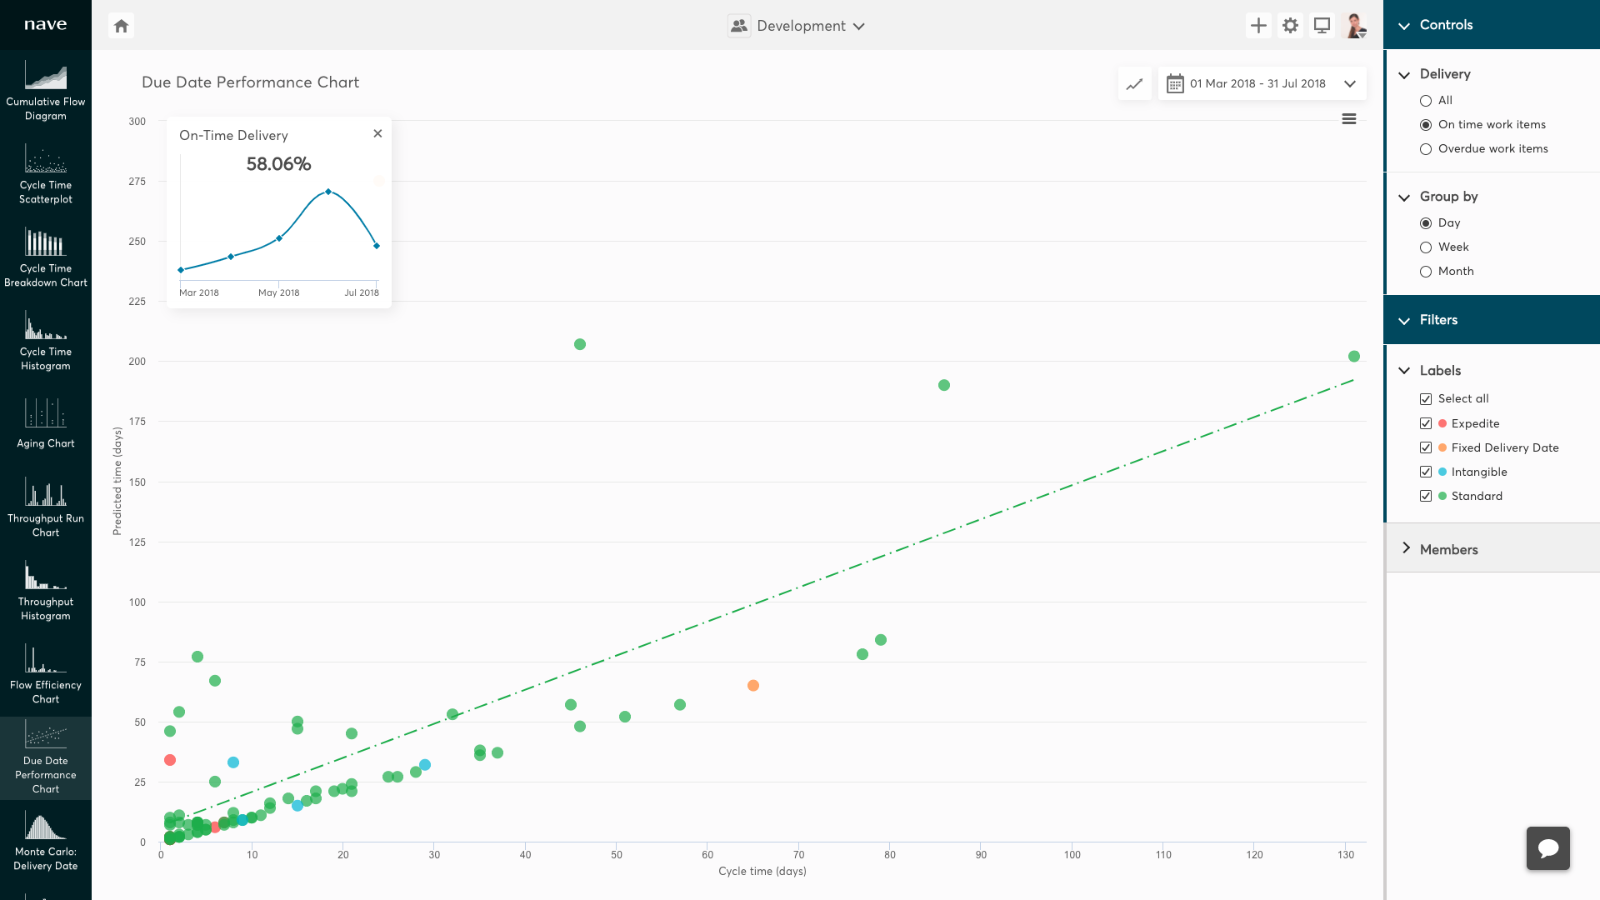 nave
Development
Controls
Cumulative Flow
Diagram
Cycle Time
Scatterplot
Cycle Time
Breakdown Chart
Cycle Time
Histogram
Aging Chart
Throughput Run
Chart
Throughput
Histogram
Flow Efficiency
Chart
Due Date
Performance
Chart
Monte Carlo:
Delivery Date
Due Date Performance Chart
01 Mar 2018 - 31 Jul 2018
On-Time Delivery
58.06%
Mar 2018 May 2018 Jul 2018
Predicted time (days)
300
275
250
225
200
175
150
125
100
75
50
25
0
0 10 20 30 40 50 60 70 80 90 100 110 120 130
Cycle time (days)
Delivery
All
On time work items
Overdue work items
Group by
Day
Week
Month
Filters
Labels
Select all
Expedite
Fixed Delivery Date
Intangible
Standard
Members